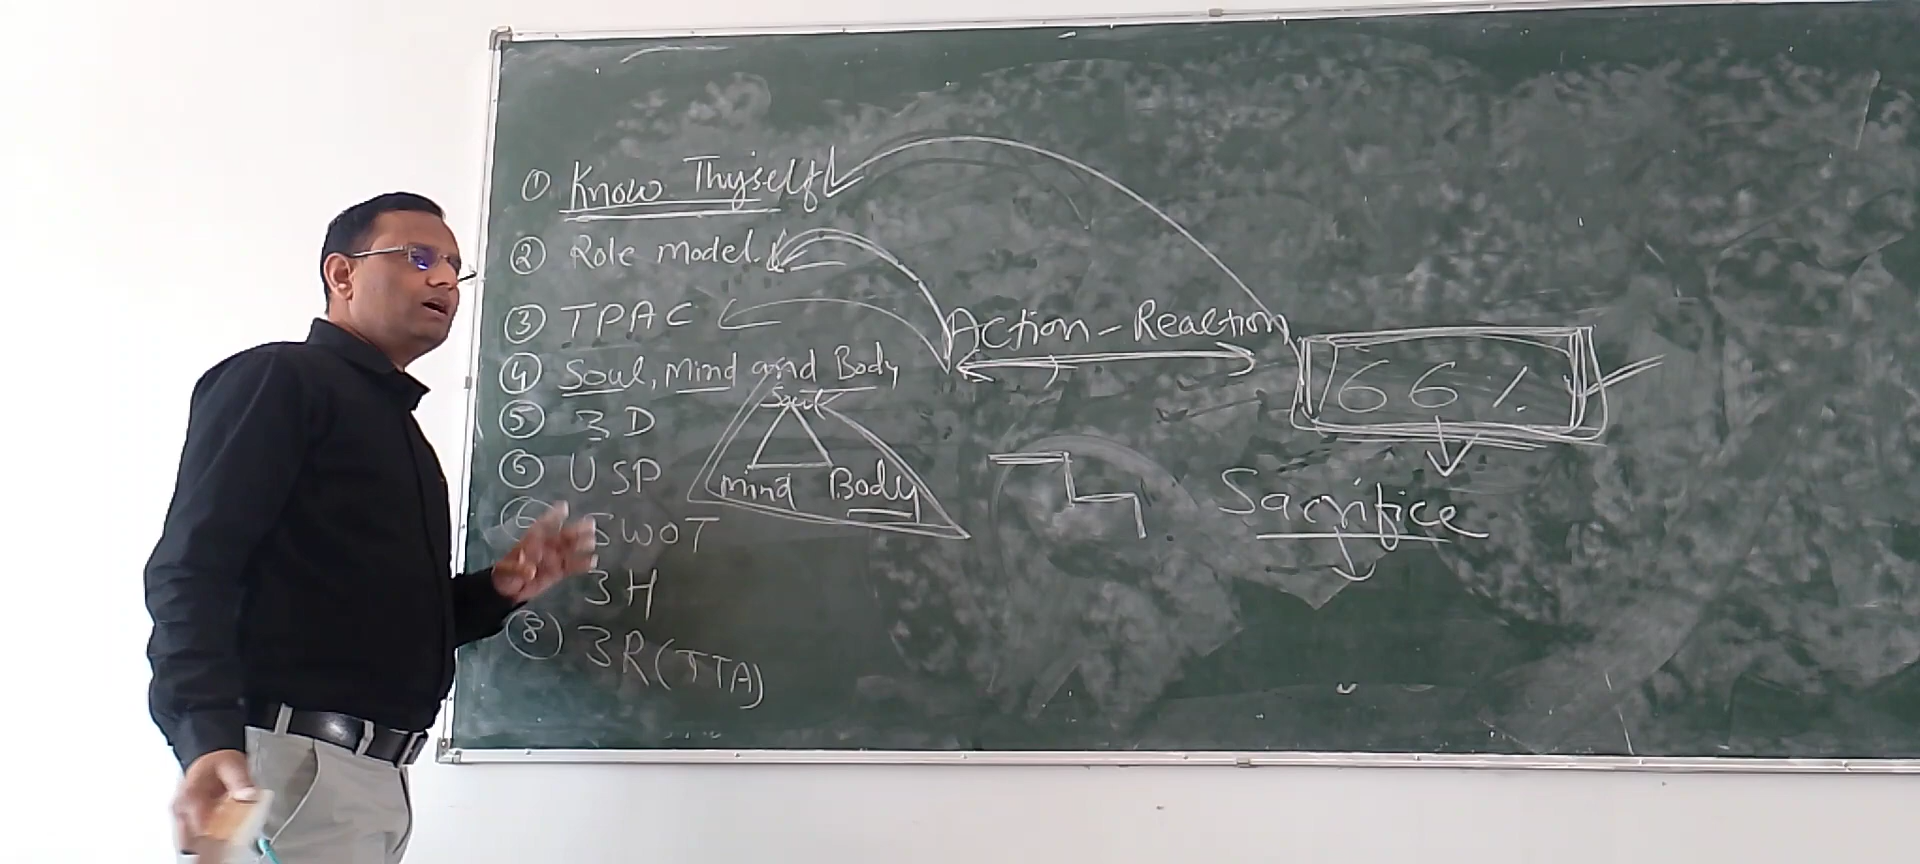 ① Know Thyself
② Role model.
③ TPAC
④ Soul, Mind and Body
⑤ 3D
⑥ USP
SWOT
3H
⑧ 3R (TTA)
Soul
Mind Body
Action - Reaction
66%
Sacrifice